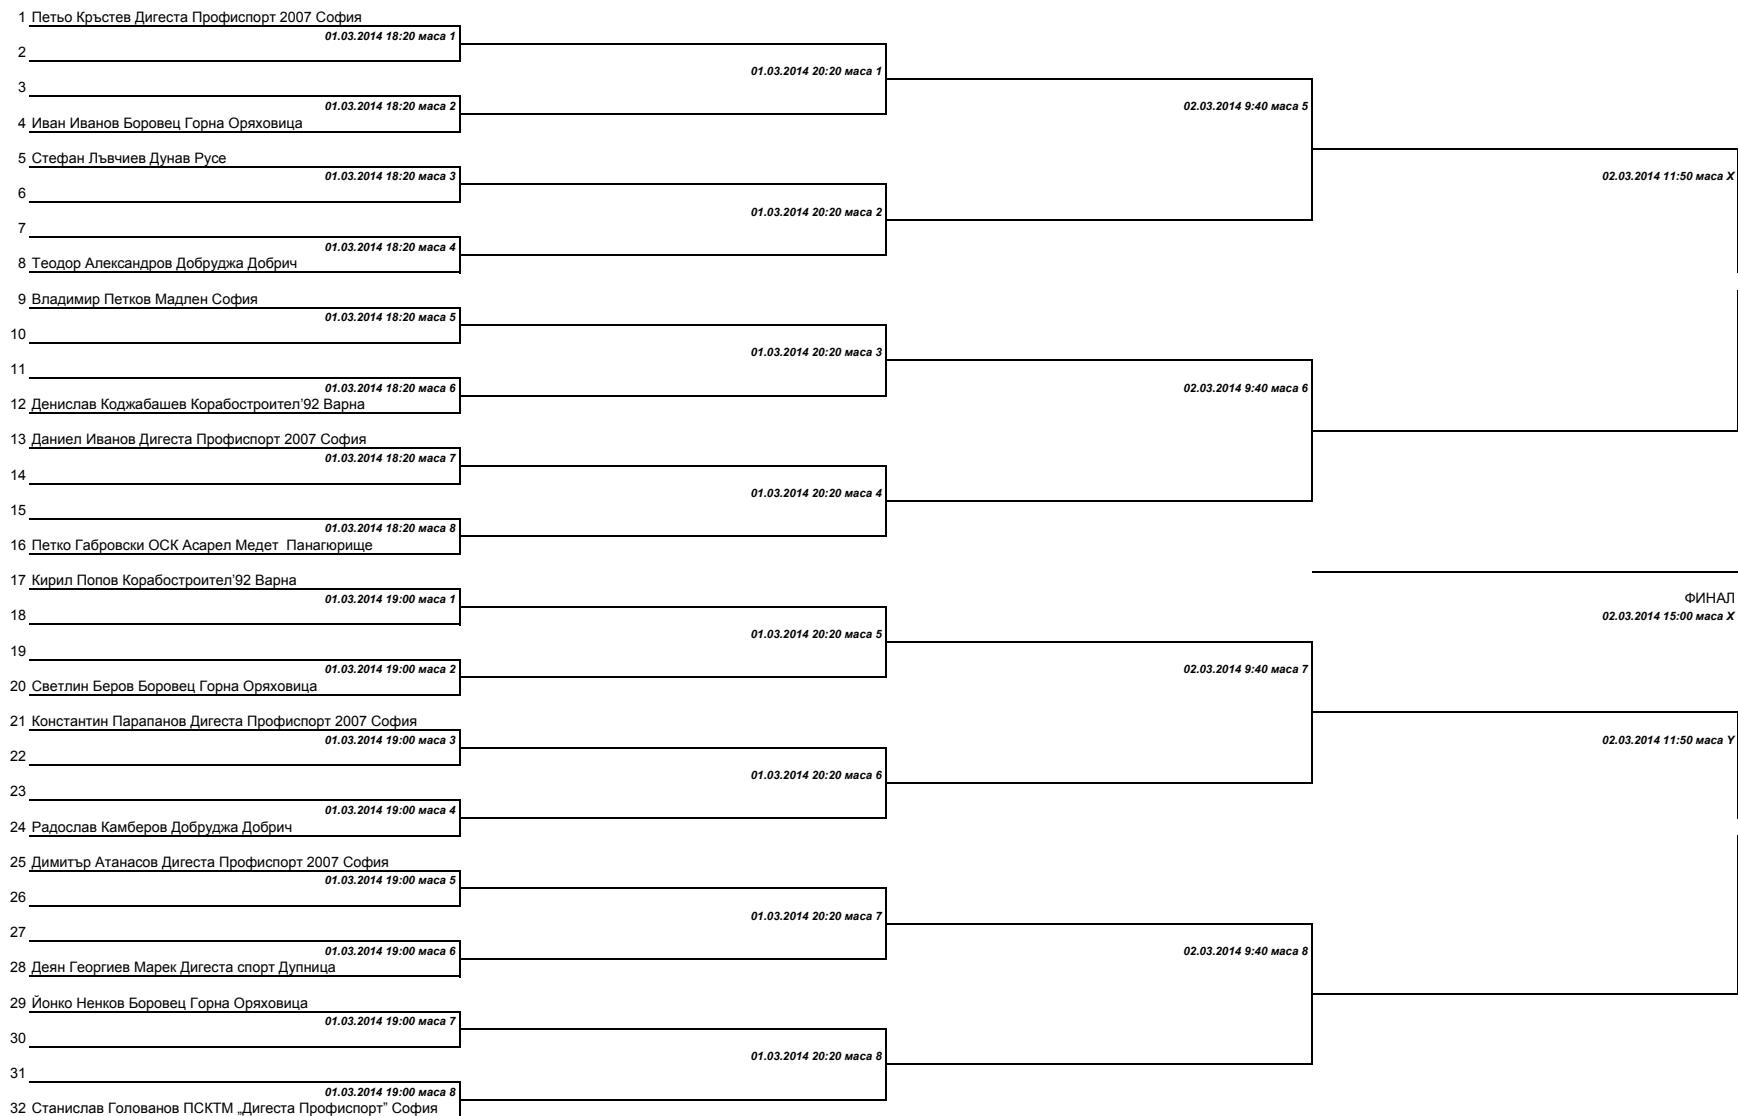 1 Петьо Кръстев Дигеста Профиспорт 2007 София
01.03.2014 18:20 маса 1
2
01.03.2014 20:20 маса 1
3
01.03.2014 18:20 маса 2
02.03.2014 9:40 маса 5
4 Иван Иванов Боровец Горна Оряховица
5 Стефан Лъвчиев Дунав Русе
01.03.2014 18:20 маса 3
02.03.2014 11:50 маса X
6
01.03.2014 20:20 маса 2
7
01.03.2014 18:20 маса 4
8 Теодор Александров Добруджа Добрич
9 Владимир Петков Мадлен София
01.03.2014 18:20 маса 5
10
01.03.2014 20:20 маса 3
11
01.03.2014 18:20 маса 6
02.03.2014 9:40 маса 6
12 Денислав Коджабашев Корабостроител'92 Варна
13 Даниел Иванов Дигеста Профиспорт 2007 София
01.03.2014 18:20 маса 7
14
01.03.2014 20:20 маса 4
15
01.03.2014 18:20 маса 8
16 Петко Габровски ОСК Асарел Медет Панагюрище
17 Кирил Попов Корабостроител'92 Варна
01.03.2014 19:00 маса 1
ФИНАЛ
18
02.03.2014 15:00 маса X
01.03.2014 20:20 маса 5
19
01.03.2014 19:00 маса 2
02.03.2014 9:40 маса 7
20 Светлин Беров Боровец Горна Оряховица
21 Константин Парапанов Дигеста Профиспорт 2007 София
01.03.2014 19:00 маса 3
02.03.2014 11:50 маса Y
22
01.03.2014 20:20 маса 6
23
01.03.2014 19:00 маса 4
24 Радослав Камберов Добруджа Добрич
25 Димитър Атанасов Дигеста Профиспорт 2007 София
01.03.2014 19:00 маса 5
26
01.03.2014 20:20 маса 7
27
01.03.2014 19:00 маса 6
02.03.2014 9:40 маса 8
28 Деян Георгиев Марек Дигеста спорт Дупница
29 Йонко Ненков Боровец Горна Оряховица
01.03.2014 19:00 маса 7
30
01.03.2014 20:20 маса 8
31
01.03.2014 19:00 маса 8
32 Станислав Голованов ПСКТМ „Дигеста Профиспорт” София